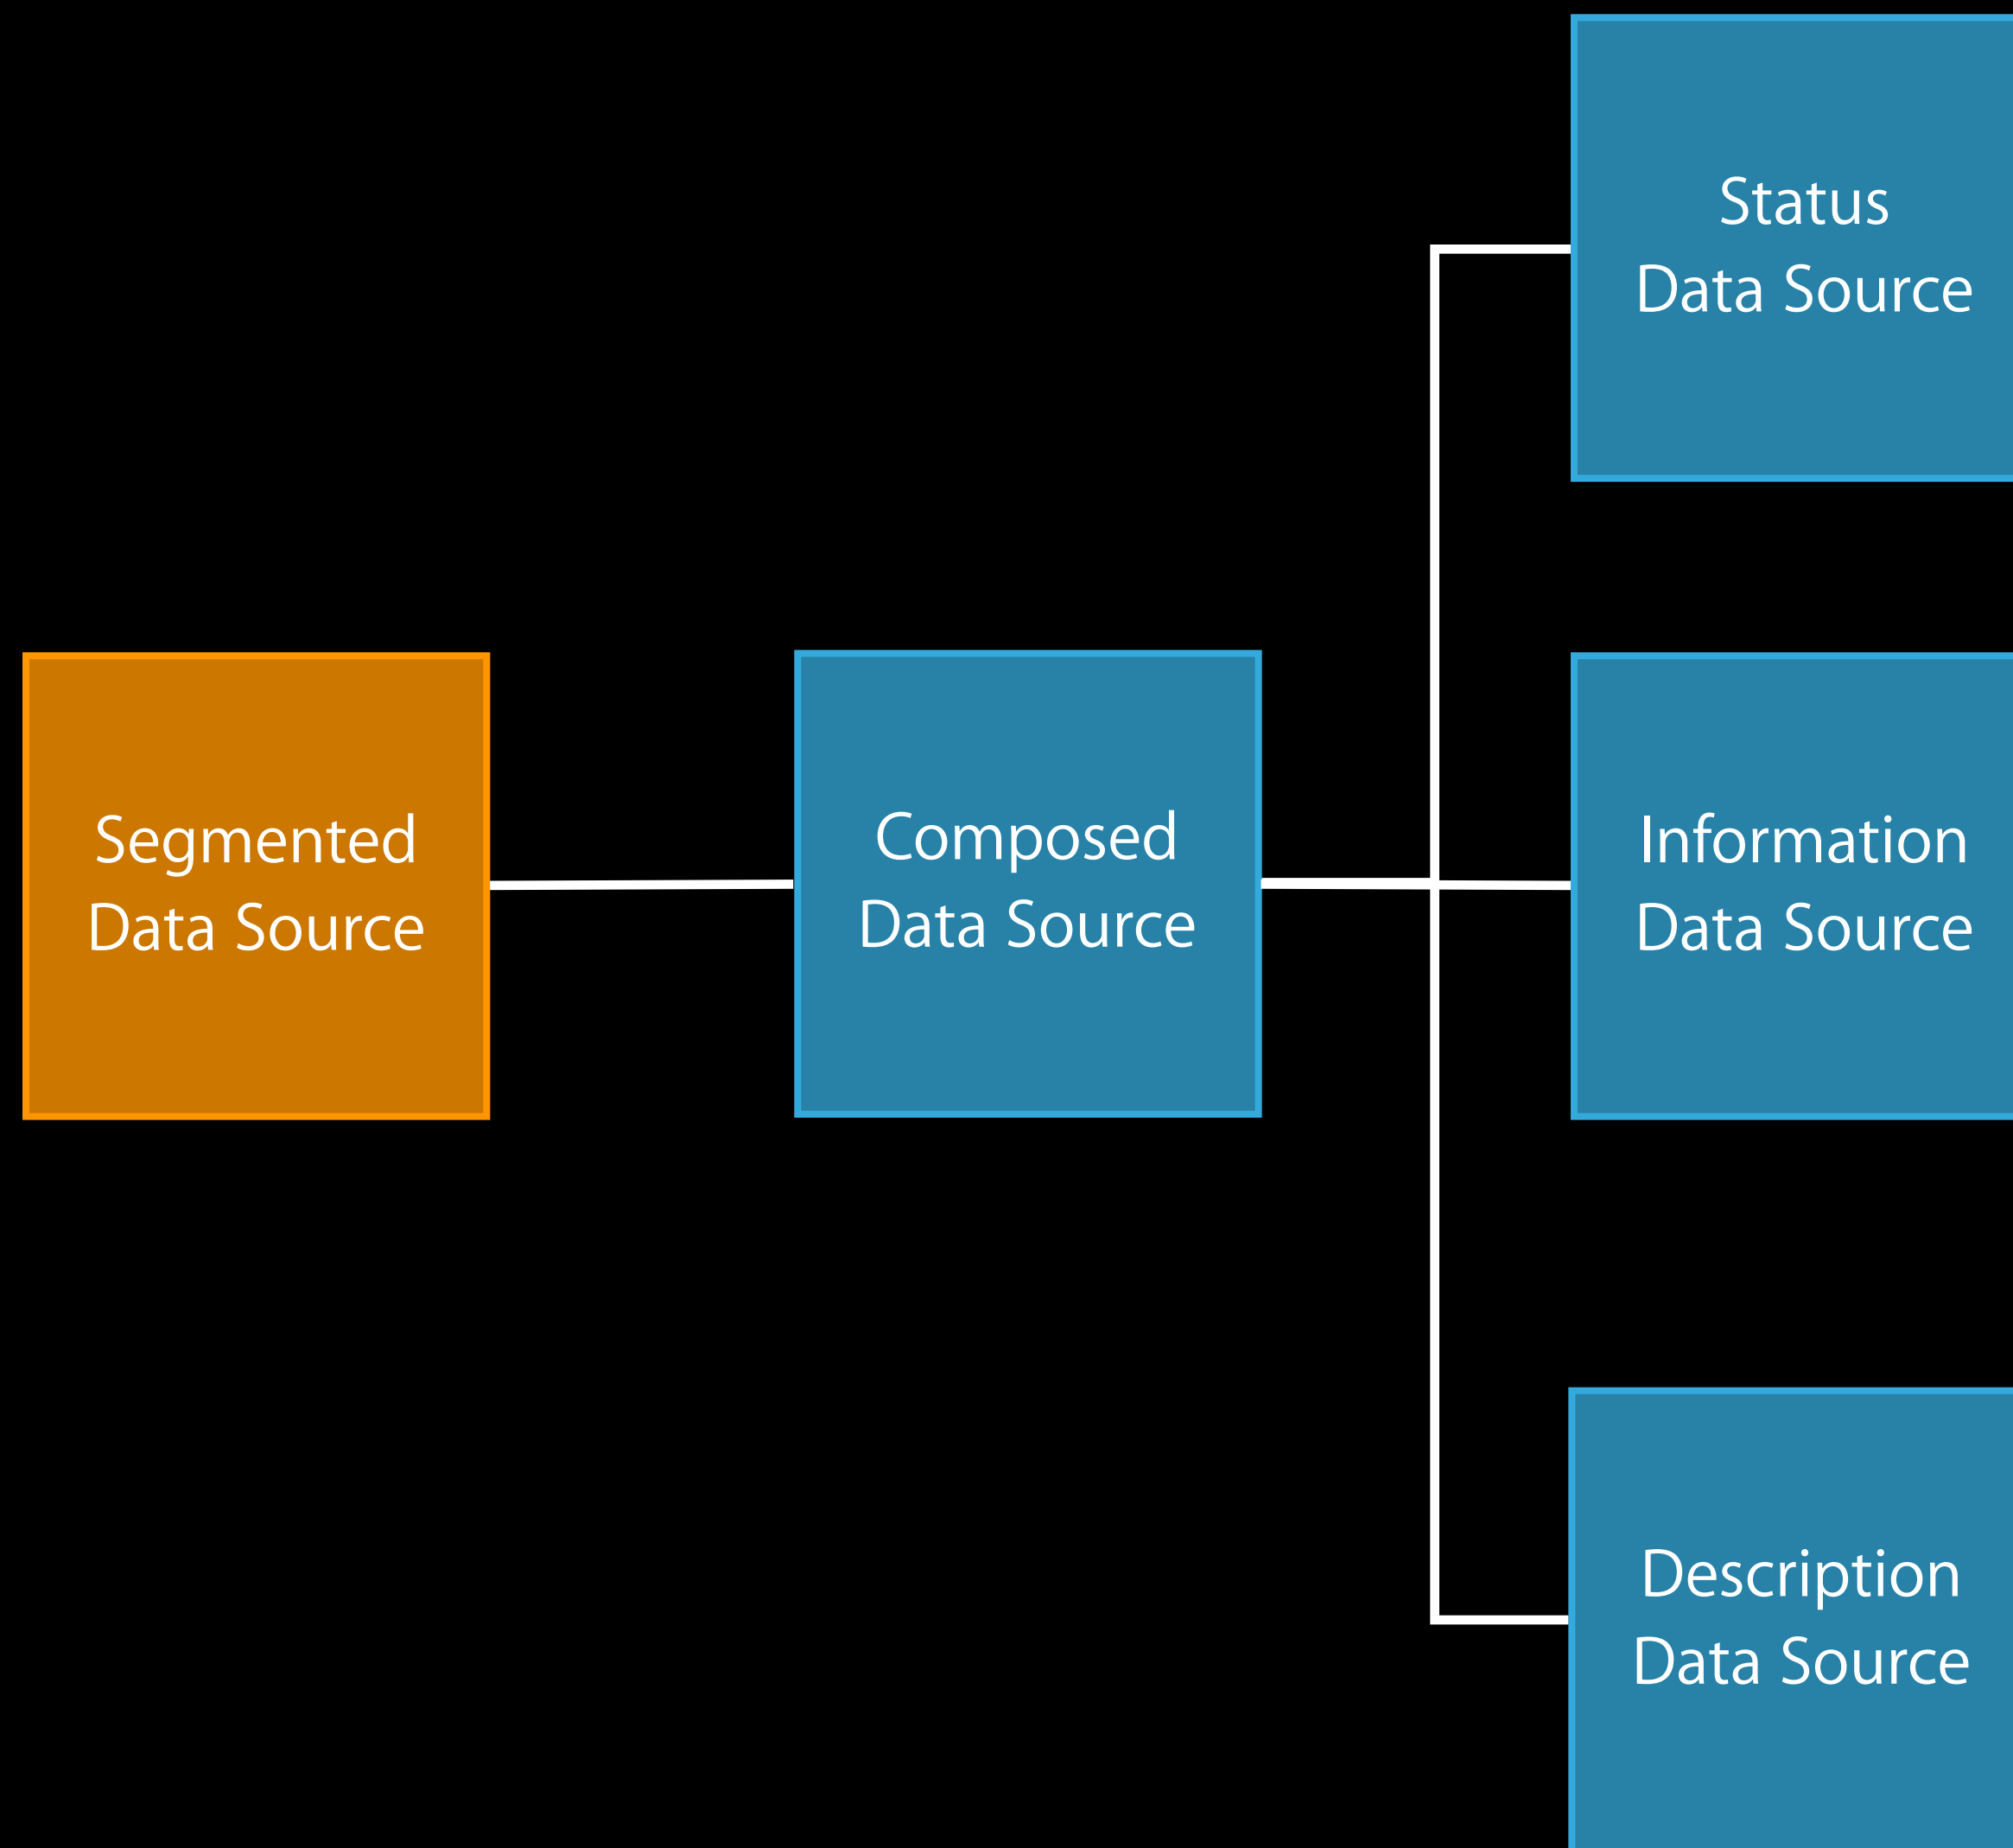 Status
Data Source
Segmented
Data Source
Composed
Data Source
Information
Data Source
Description
Data Source